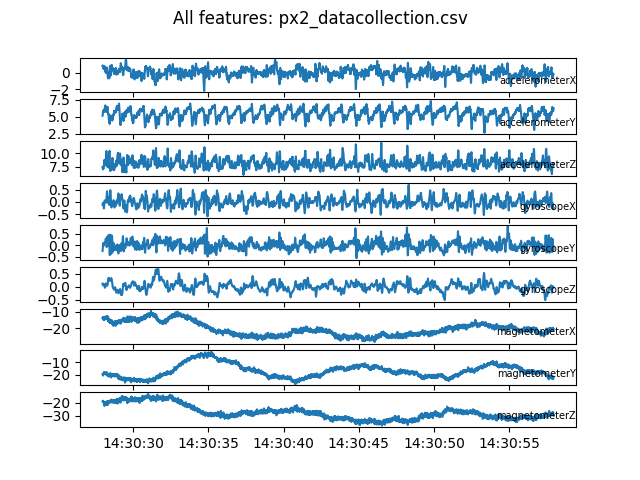 All features: px2_datacollection.csv
0
−2
accelerometerX
7.5
5.0
2.5
accelerometerY
10.0
7.5
accelerometerZ
0.5
0.0
−0.5
gyroscopeX
0.5
0.0
−0.5
gyroscopeY
0.5
0.0
−0.5
gyroscopeZ
−10
−20
magnetometerX
−10
−20
magnetometerY
−20
−30
magnetometerZ
14:30:30 14:30:35 14:30:40 14:30:45 14:30:50 14:30:55